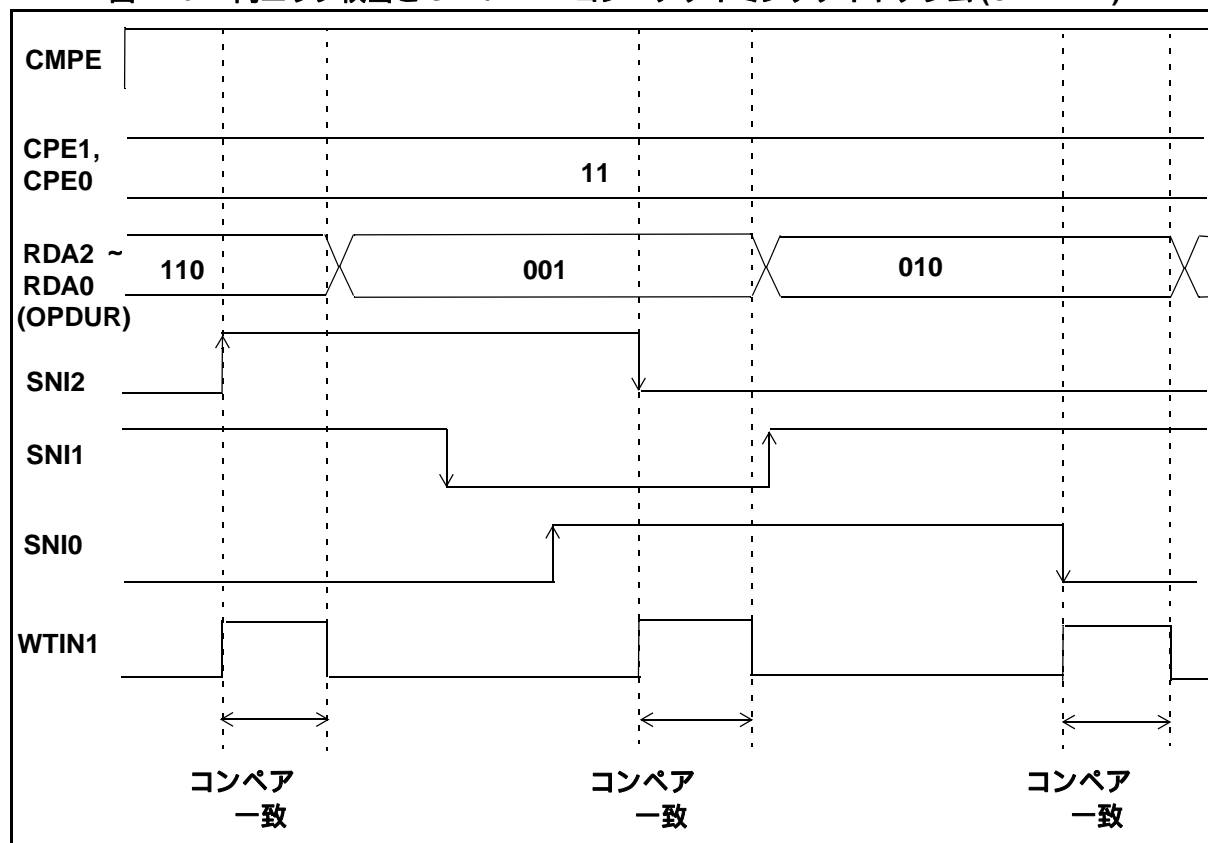 CMPE
CPE1,
CPE0
11
RDA2 ~
RDA0
(OPDUR)
110
001
010
SNI2
SNI1
SNI0
WTIN1
コンペア
一致
コンペア
一致
コンペア
一致